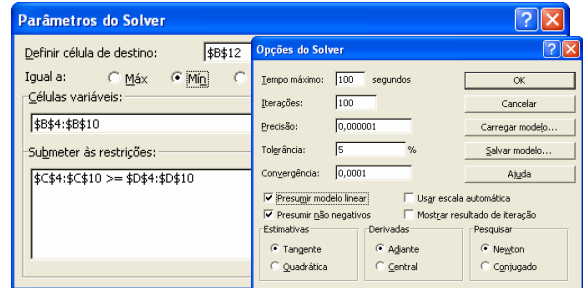 Parâmetros do Solver
Definir célula de destino: $B$12
Igual a: Máx Mín
Células variáveis:
$B$4:$B$10
Submeter às restrições:
$C$4:$C$10 >= $D$4:$D$10
Opções do Solver
Tempo máximo: 100 segundos OK
Iterações: 100 Cancelar
Precisão: 0,000001 Carregar modelo...
Tolerância: 5 % Salvar modelo...
Convergência: 0,0001 Ajuda
Presumir modelo linear Usar escala automática
Presumir não negativos Mostrar resultado de iteração
Estimativas Derivadas Pesquisar
Tangente Adiante Newton
Quadrática Central Conjugado